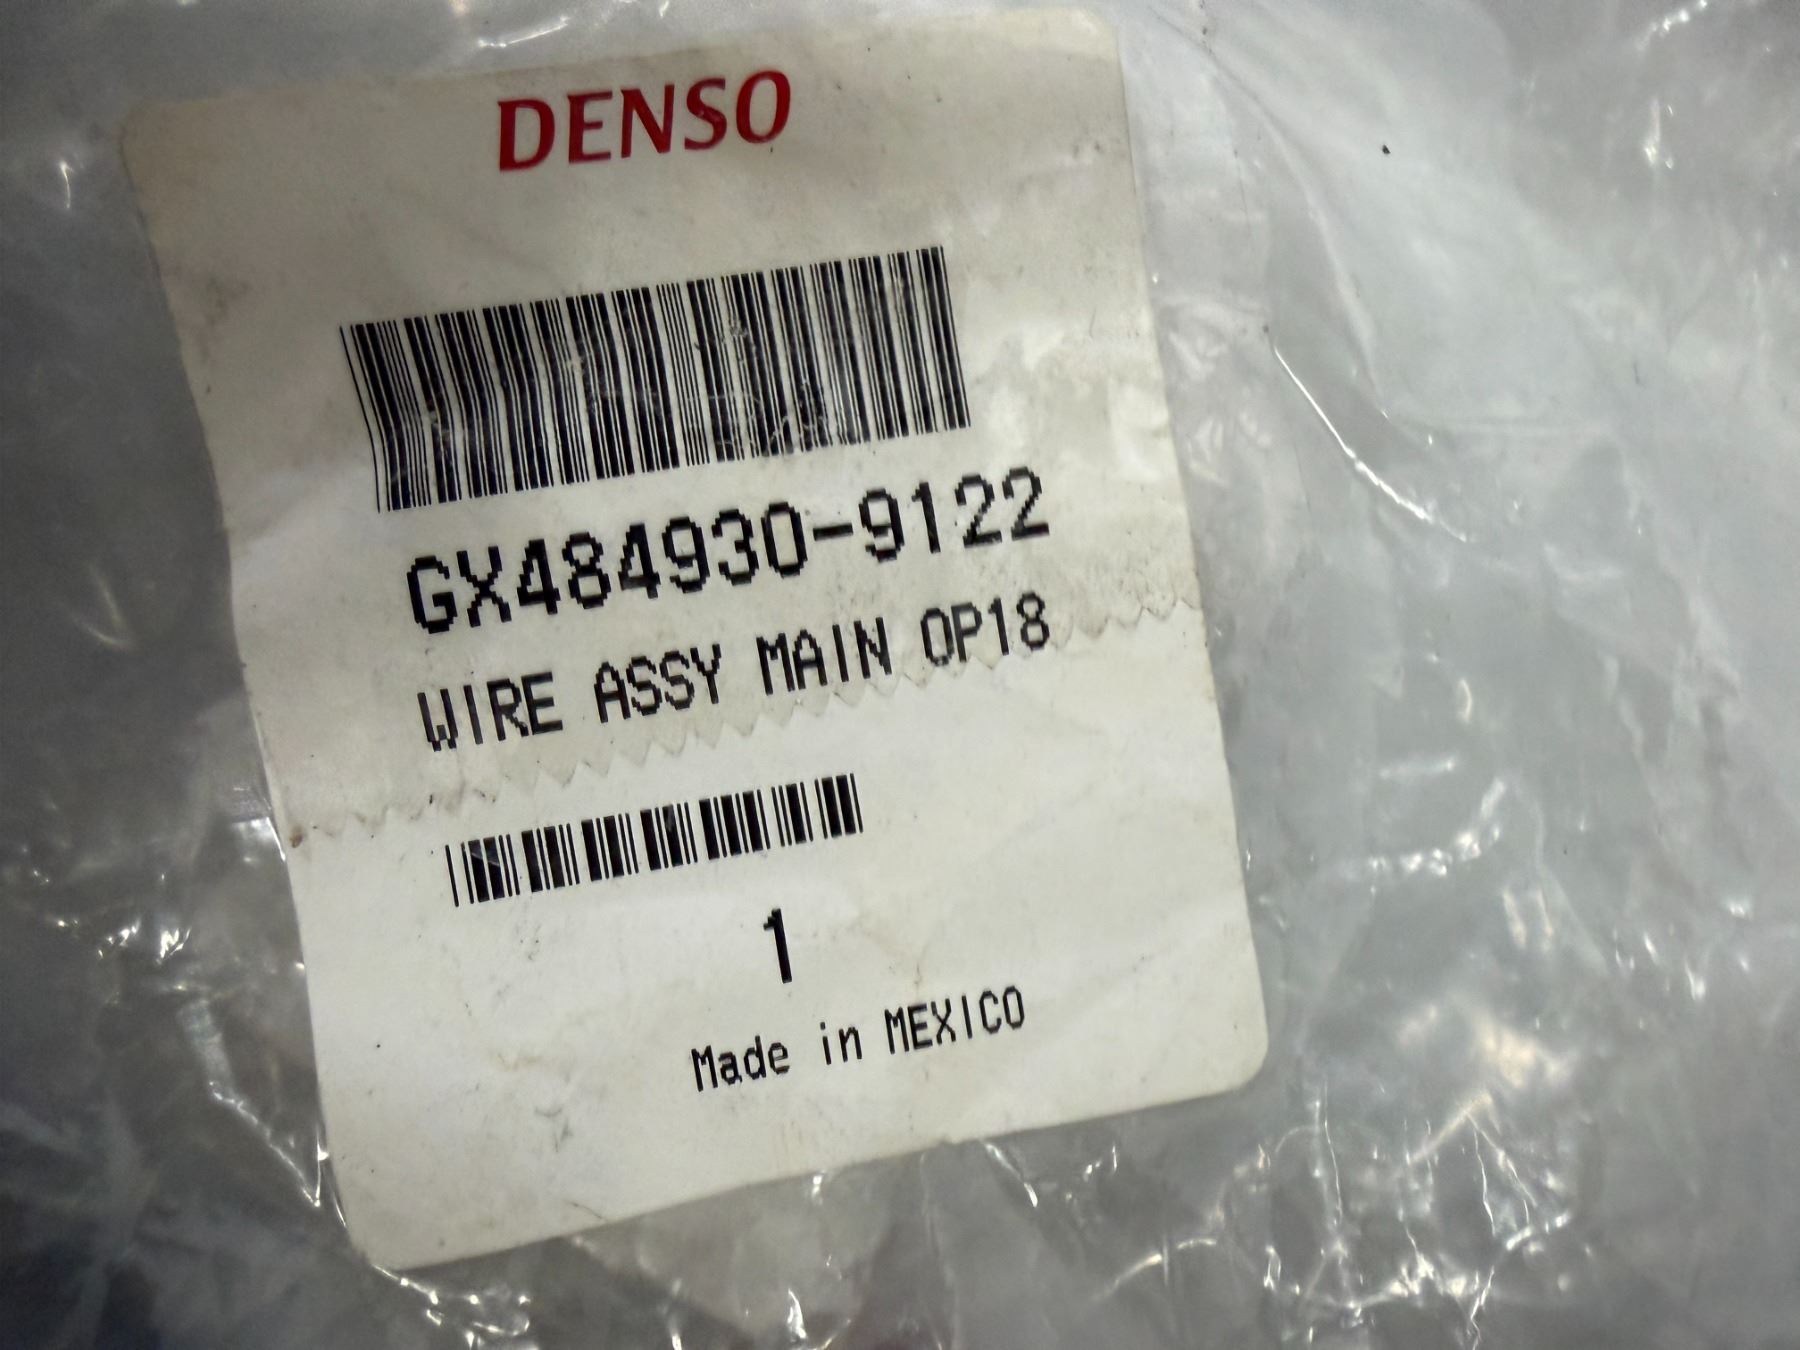 DENSO
GX484930-9122
WIRE ASSY MAIN OP18
1
Made in MEXICO